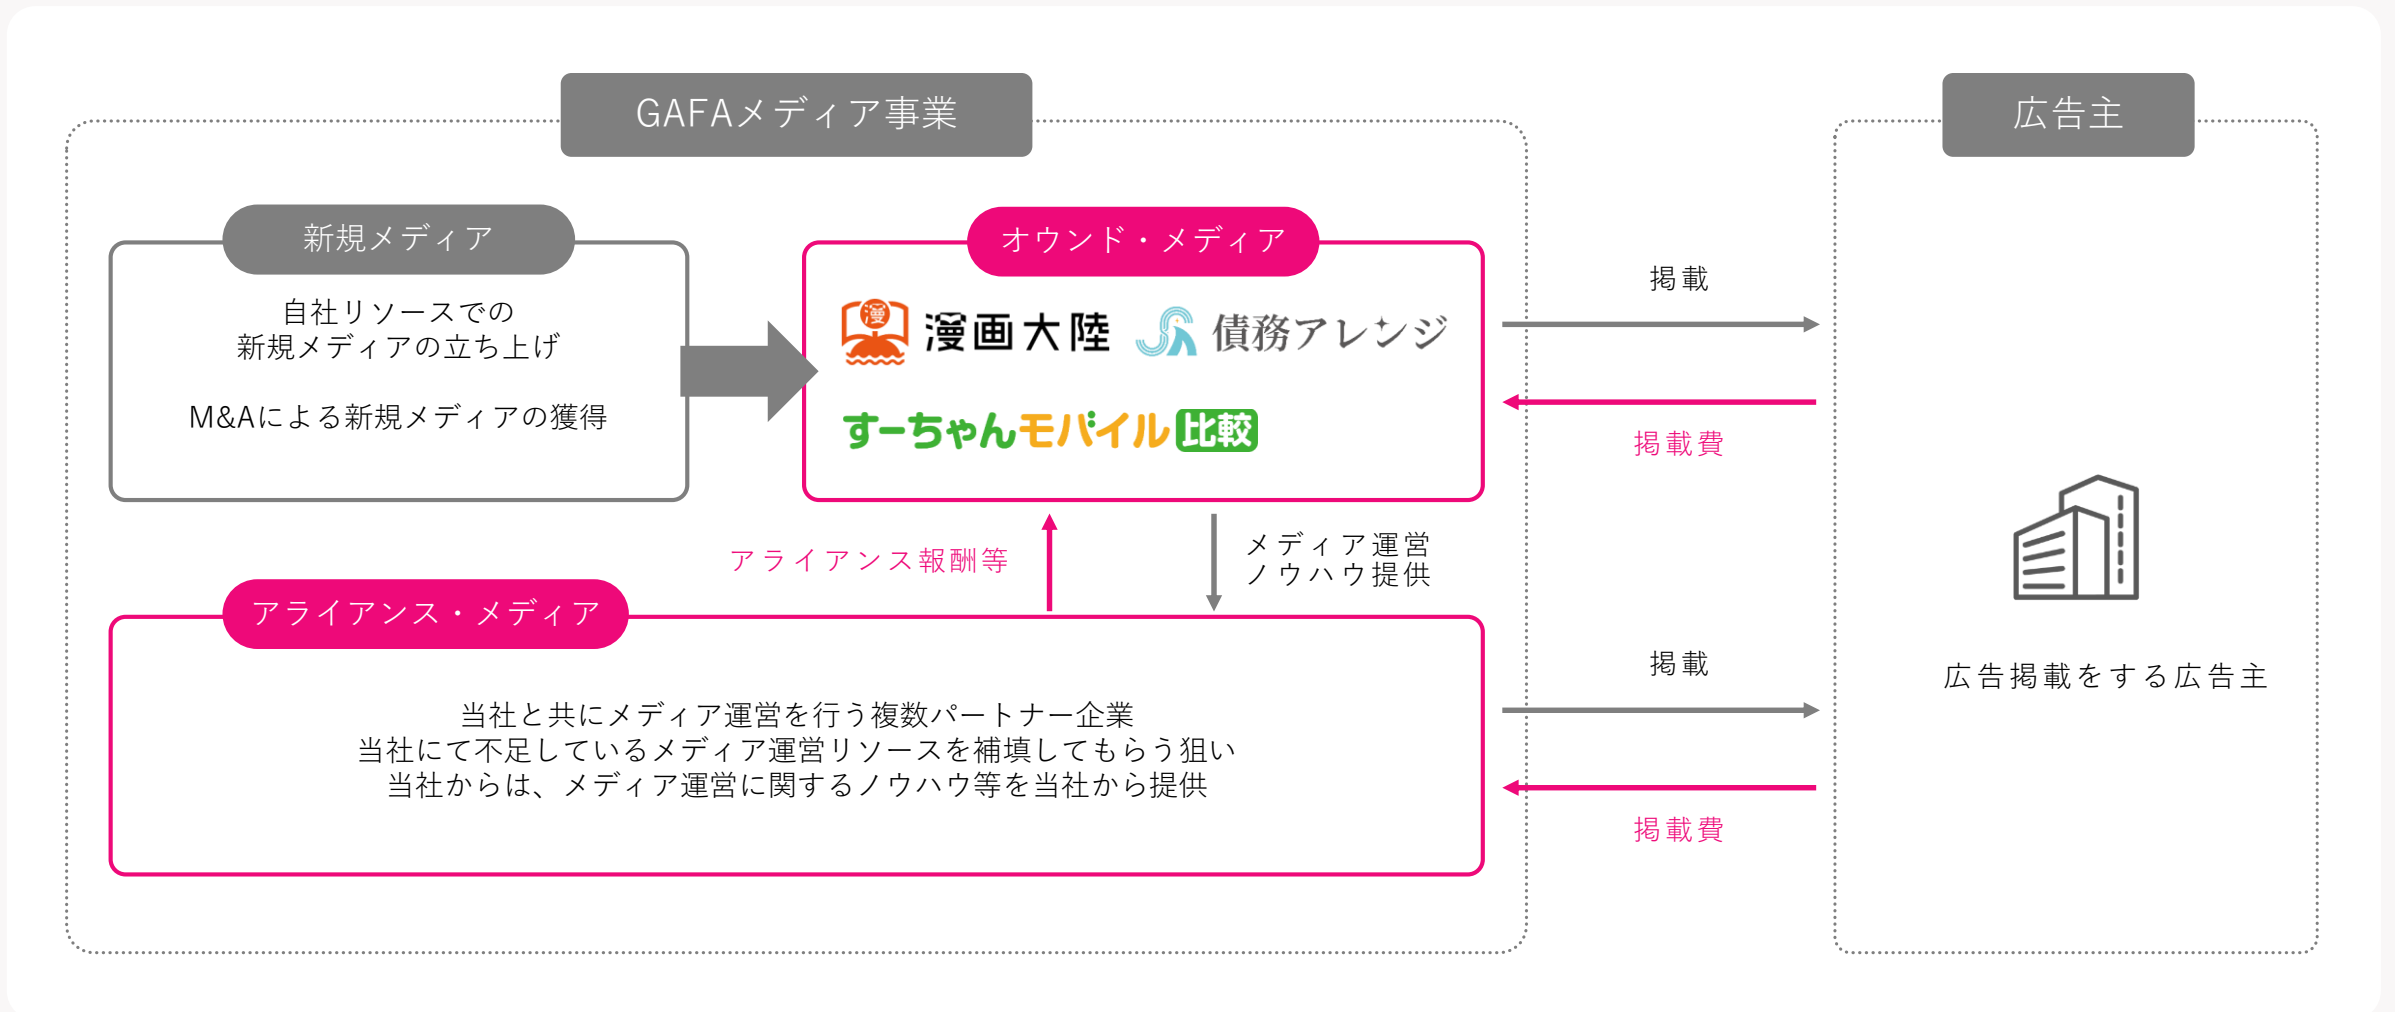 GAFAメディア事業
広告主
新規メディア
自社リソースでの
新規メディアの立ち上げ
M&Aによる新規メディアの獲得
オウンド・メディア
漫
漫画大陸
債務アレンジ
すーちゃんモバイル比較
掲載
掲載費
アライアンス報酬等
メディア運営
ノウハウ提供
アライアンス・メディア
当社と共にメディア運営を行う複数パートナー企業
当社にて不足しているメディア運営リソースを補填してもらう狙い
当社からは、メディア運営に関するノウハウ等を当社から提供
掲載
掲載費
広告掲載をする広告主